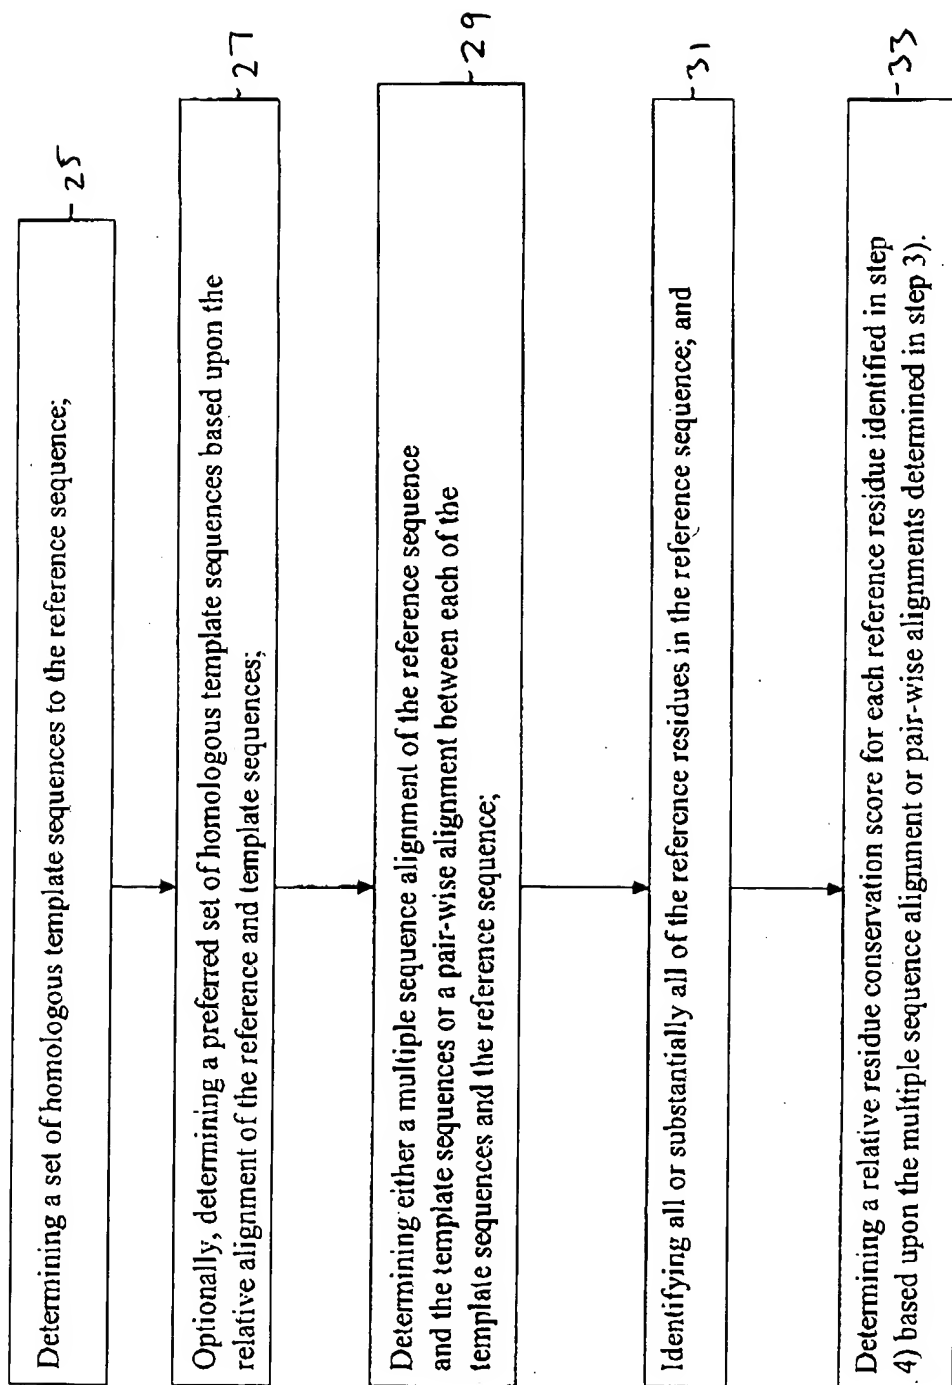 Determining a set of homologous template sequences to the reference sequence;
25
Optionally, determining a preferred set of homologous template sequences based upon the
relative alignment of the reference and template sequences;
27
Determining either a multiple sequence alignment of the reference sequence
and the template sequences or a pair-wise alignment between each of the
template sequences and the reference sequence;
29
Identifying all or substantially all of the reference residues in the reference sequence; and
31
Determining a relative residue conservation score for each reference residue identified in step
4) based upon the multiple sequence alignment or pair-wise alignments determined in step 3).
33